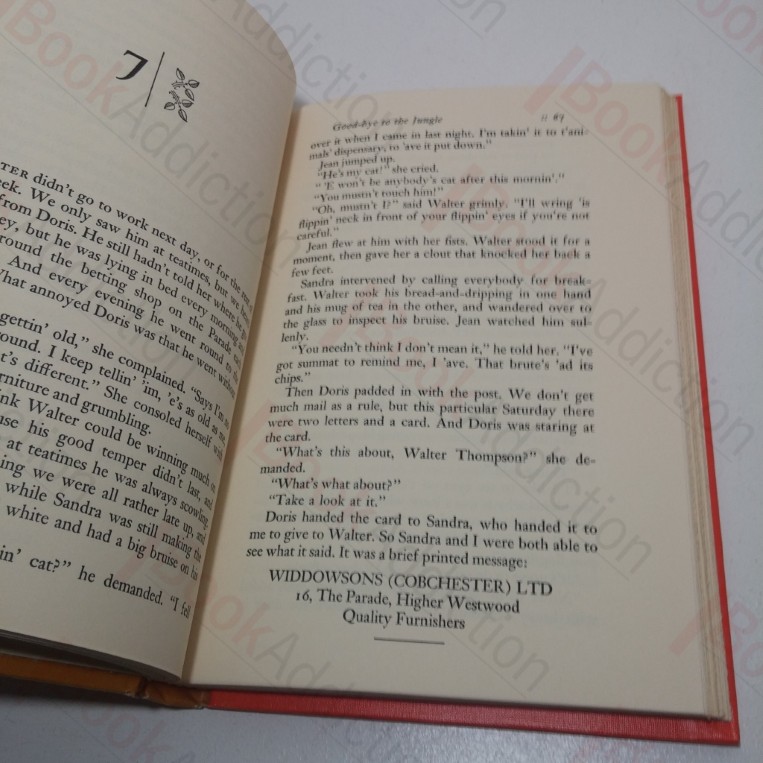 7
TER didn't go to work next day, or for the
eek. We only saw him at teatimes, but we
from Doris. He still hadn't told her where he
ey, but he was lying in bed every morning
round the betting shop on the Parade
And every evening he went round to the
What annoyed Doris was that he went without
gettin' old," she complained. "Says I'm
ound. I keep tellin' 'im, 'e's as old as me,
t's different." She consoled herself with
rniture and grumbling.
ink Walter could be winning much
use his good temper didn't last, and
at teatimes he was always scowling.
ing we were all rather late up, and
while Sandra was still making the
white and had a big bruise on his
in' cat?" he demanded. "I fell
Good-bye to the Jungle // 87
over it when I came in last night. I'm takin' it to t'ani-
mals' dispensary, to 'ave it put down."
Jean jumped up.
"He's my cat!" she cried.
"'E won't be anybody's cat after this mornin'."
"You mustn't touch him!"
"Oh, mustn't I?" said Walter grimly. "I'll wring 'is
flippin' neck in front of your flippin' eyes if you're not
careful."
Jean flew at him with her fists. Walter stood it for a
moment, then gave her a clout that knocked her back a
few feet.
Sandra intervened by calling everybody for break-
fast. Walter took his bread-and-dripping in one hand
and his mug of tea in the other, and wandered over to
the glass to inspect his bruise. Jean watched him sul-
lenly.
"You needn't think I don't mean it," he told her. "I've
got summat to remind me, I 'ave. That brute's 'ad its
chips."
Then Doris padded in with the post. We don't get
much mail as a rule, but this particular Saturday there
were two letters and a card. And Doris was staring at
the card.
"What's this about, Walter Thompson?" she de-
manded.
"What's what about?"
"Take a look at it."
Doris handed the card to Sandra, who handed it to
me to give to Walter. So Sandra and I were both able to
see what it said. It was a brief printed message:
WIDDOWSONS (COBCHESTER) LTD
16, The Parade, Higher Westwood
Quality Furnishers
BookAddiction